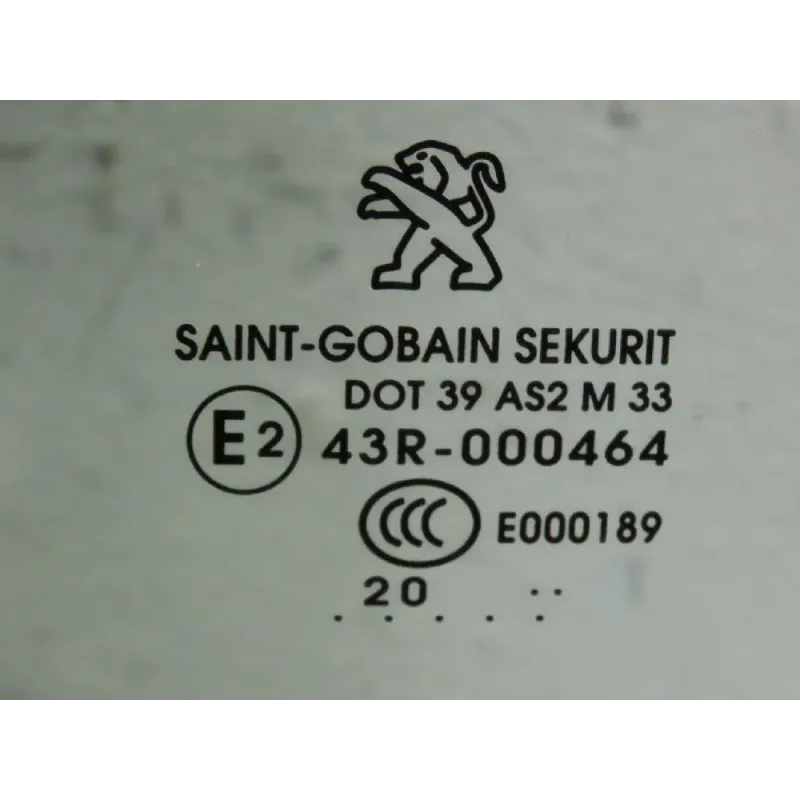 SAINT-GOBAIN SEKURIT
DOT 39 AS2 M 33
E2 43R-000464
CCC E000189
20 ..
. . . . .